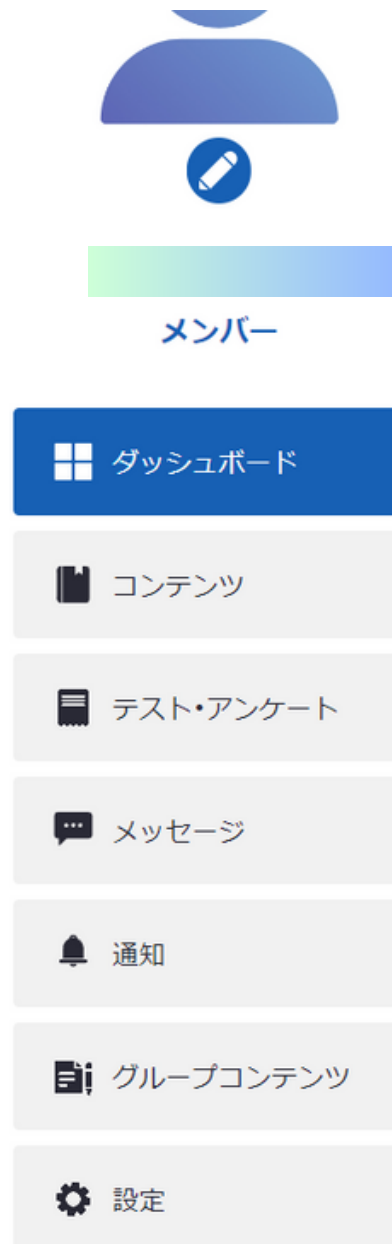 メンバー
ダッシュボード
コンテンツ
テスト・アンケート
メッセージ
通知
グループコンテンツ
設定